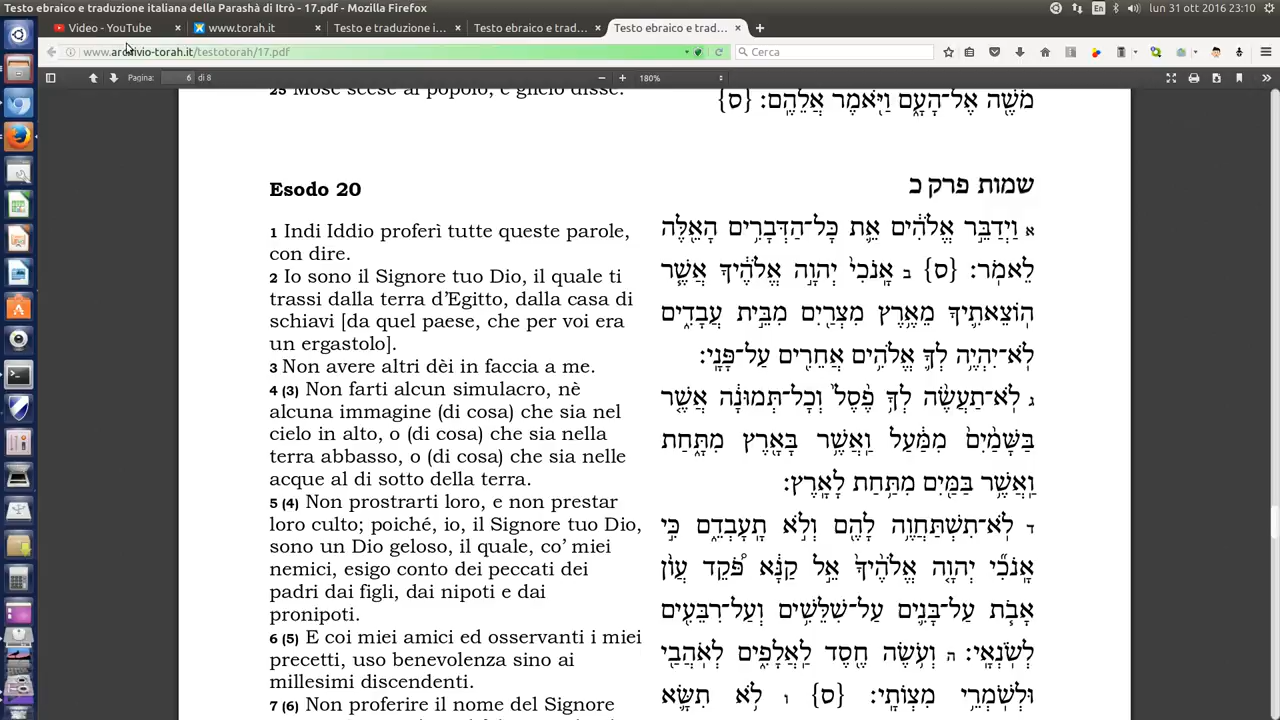 Testo ebraico e traduzione italiana della Parashà di Itrò - 17.pdf - Mozilla Firefox
En
lun 31 ott 2016 23:10
Video - YouTube
www.torah.it
Testo e traduzione i...
Testo ebraico e trad...
Testo ebraico e trad...
www.archivio-torah.it/testotorah/17.pdf
Cerca
Pagina: 6 di 8
180%
25 Mosè scese al popolo, e glielo disse.
מֹשֶׁ֖ה אֶל־הָעָ֑ם וַיֹּ֖אמֶר אֲלֵהֶֽם׃ {ס}
Esodo 20
שמות פרק כ
1 Indi Iddio proferì tutte queste parole,
con dire.
2 Io sono il Signore tuo Dio, il quale ti
trassi dalla terra d’Egitto, dalla casa di
schiavi [da quel paese, che per voi era
un ergastolo].
3 Non avere altri dèi in faccia a me.
4 (3) Non farti alcun simulacro, nè
alcuna immagine (di cosa) che sia nel
cielo in alto, o (di cosa) che sia nella
terra abbasso, o (di cosa) che sia nelle
acque al di sotto della terra.
5 (4) Non prostrarti loro, e non prestar
loro culto; poiché, io, il Signore tuo Dio,
sono un Dio geloso, il quale, co’ miei
nemici, esigo conto dei peccati dei
padri dai figli, dai nipoti e dai
pronipoti.
6 (5) E coi miei amici ed osservanti i miei
precetti, uso benevolenza sino ai
millesimi discendenti.
7 (6) Non proferire il nome del Signore
א וַיְדַבֵּ֣ר אֱלֹהִ֔ים אֵ֛ת כָּל־הַדְּבָרִ֥ים הָאֵ֖לֶּה
לֵאמֹֽר׃ {ס} ב אָֽנֹכִי֙ יְהוָ֣ה אֱלֹהֶ֔יךָ אֲשֶׁ֧ר
הוֹצֵאתִ֛יךָ מֵאֶ֥רֶץ מִצְרַ֖יִם מִבֵּ֣ית עֲבָדִ֑ים
לֹֽא־יִהְיֶ֥ה לְךָ֛ אֱלֹהִ֥ים אֲחֵרִ֖ים עַל־פָּנָֽי׃
ג לֹֽא־תַעֲשֶׂ֨ה לְךָ֥ פֶ֙סֶל֙ וְכָל־תְּמוּנָ֔ה אֲשֶׁ֤ר
בַּשָּׁמַ֙יִם֙ מִמַּ֔עַל וַֽאֲשֶׁ֥ר בָּאָ֖רֶץ מִתָּ֑חַת
וַאֲשֶׁ֥ר בַּמַּ֖יִם מִתַּ֥חַת לָאָֽרֶץ׃
ד לֹֽא־תִשְׁתַּחֲוֶ֥ה לָהֶ֖ם וְלֹ֣א תָעָבְדֵ֑ם כִּ֣י
אָֽנֹכִ֞י יְהוָ֤ה אֱלֹהֶ֙יךָ֙ אֵ֣ל קַנָּ֔א פֹּ֠קֵד עֲוֺ֨ן
אָבֹ֧ת עַל־בָּנִ֛ים עַל־שִׁלֵּשִׁ֥ים וְעַל־רִבֵּעִ֖ים
לְשֹׂנְאָֽי׃ ה וְעֹ֥שֶׂה חֶ֖סֶד לַאֲלָפִ֑ים לְאֹהֲבַ֖י
וּלְשֹׁמְרֵ֥י מִצְוֺתָֽי׃ {ס} ו לֹ֥א תִשָּׂ֛א